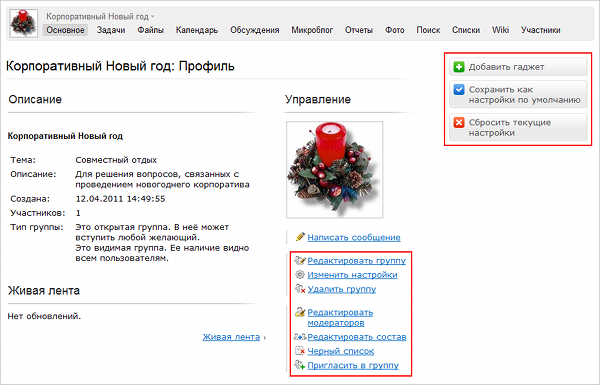 Корпоративный Новый год
Основное Задачи Файлы Календарь Обсуждения Микроблог Отчеты Фото Поиск Списки Wiki Участники
Корпоративный Новый год: Профиль
Описание
Корпоративный Новый год
Тема: Совместный отдых
Описание: Для решения вопросов, связанных с
проведением новогоднего корпоратива
Создана: 12.04.2011 14:49:55
Участников: 1
Тип группы: Это открытая группа. В неё может
вступить любой желающий.
Это видимая группа. Ее наличие видно
всем пользователям.
Живая лента
Нет обновлений.
Живая лента ›
Управление
Написать сообщение
Редактировать группу
Изменить настройки
Удалить группу
Редактировать
модераторов
Редактировать состав
Черный список
Пригласить в группу
Добавить гаджет
Сохранить как
настройки по умолчанию
Сбросить текущие
настройки